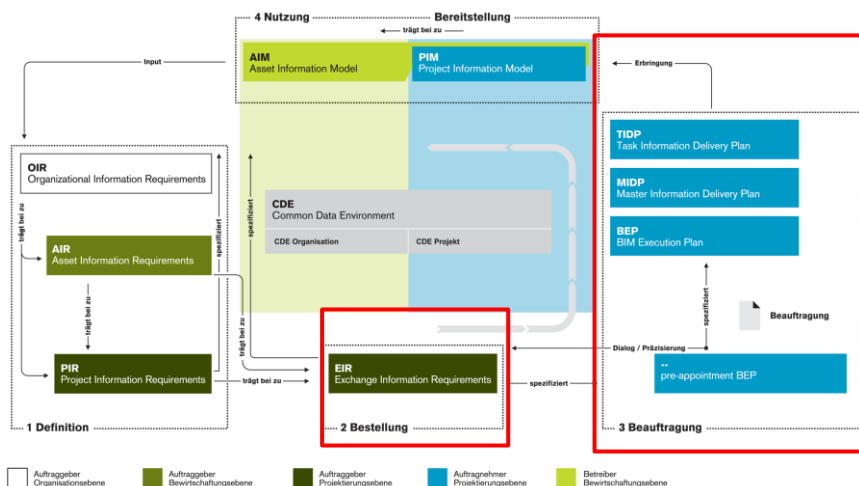 4 Nutzung
Bereitstellung
trägt bei zu
AIM
Asset Information Model
PIM
Project Information Model
Input
Erbringung
OIR
Organizational Information Requirements
trägt bei zu
spezifiziert
AIR
Asset Information Requirements
trägt bei zu
PIR
Project Information Requirements
1 Definition
CDE
Common Data Environment
CDE Organisation
CDE Projekt
spezifiziert
trägt bei zu
trägt bei zu
EIR
Exchange Information Requirements
2 Bestellung
spezifiziert
TIDP
Task Information Delivery Plan
MIDP
Master Information Delivery Plan
BEP
BIM Execution Plan
spezifiziert
Beauftragung
Dialog / Präzisierung
--
pre-appointment BEP
3 Beauftragung
Auftraggeber
Organisationsebene
Auftraggeber
Bewirtschaftungsebene
Auftraggeber
Projektierungsebene
Auftragnehmer
Projektierungsebene
Betreiber
Bewirtschaftungsebene